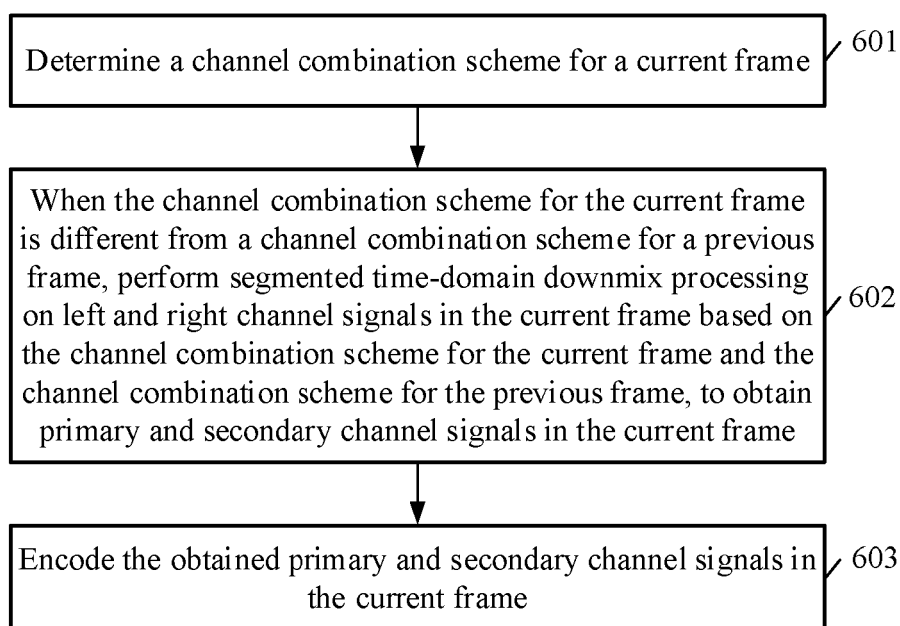 Determine a channel combination scheme for a current frame
601
When the channel combination scheme for the current frame
is different from a channel combination scheme for a previous
frame, perform segmented time-domain downmix processing
on left and right channel signals in the current frame based on
the channel combination scheme for the current frame and the
channel combination scheme for the previous frame, to obtain
primary and secondary channel signals in the current frame
602
Encode the obtained primary and secondary channel signals in
the current frame
603